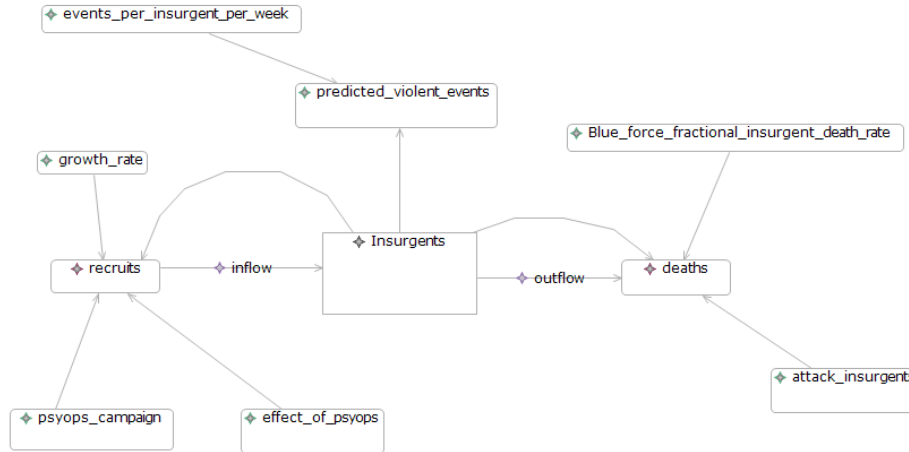 events_per_insurgent_per_week
predicted_violent_events
Blue_force_fractional_insurgent_death_rate
growth_rate
Insurgents
recruits
inflow
outflow
deaths
attack_insurgent
psyops_campaign
effect_of_psyops